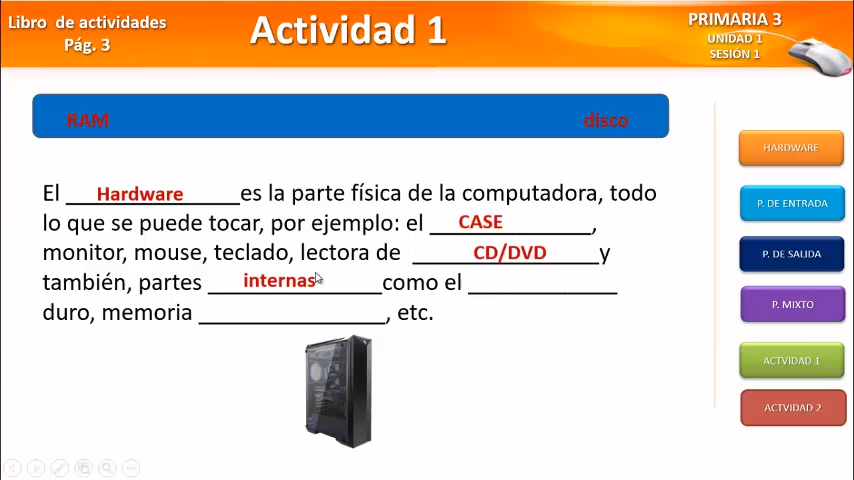 Libro de actividades
Pág. 3
Actividad 1
PRIMARIA 3
UNIDAD 1
SESIÓN 1
RAM disco
El Hardware es la parte física de la computadora, todo
lo que se puede tocar, por ejemplo: el CASE,
monitor, mouse, teclado, lectora de CD/DVD y
también, partes internas como el ____________
duro, memoria _______________, etc.
HARDWARE
P. DE ENTRADA
P. DE SALIDA
P. MIXTO
ACTVIDAD 1
ACTVIDAD 2